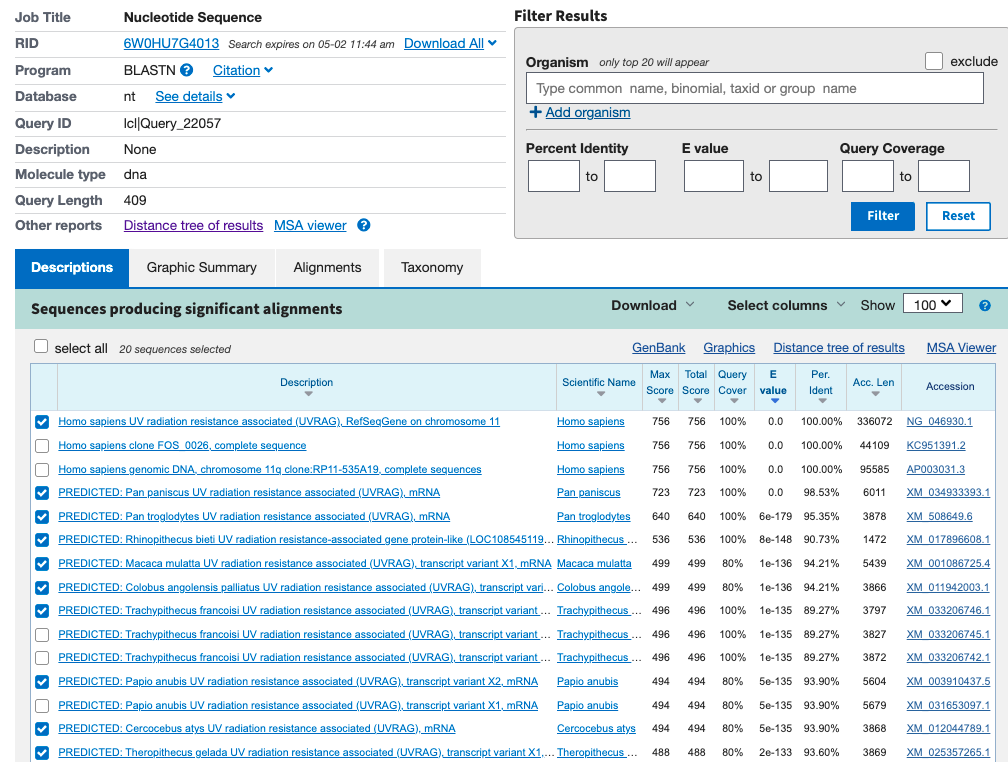 Job Title Nucleotide Sequence
RID 6W0HU7G4013 Search expires on 05-02 11:44 am Download All
Program BLASTN ? Citation
Database nt See details
Query ID lcl|Query_22057
Description None
Molecule type dna
Query Length 409
Other reports Distance tree of results MSA viewer ?
Filter Results
Organism only top 20 will appear exclude
Type common name, binomial, taxid or group name
+ Add organism
Percent Identity E value Query Coverage
to to to
Filter Reset
Descriptions Graphic Summary Alignments Taxonomy
Sequences producing significant alignments Download Select columns Show 100 ?
select all 20 sequences selected GenBank Graphics Distance tree of results MSA Viewer
Description Scientific Name Max Score Total Score Query Cover E value Per. Ident Acc. Len Accession
Homo sapiens UV radiation resistance associated (UVRAG), RefSeqGene on chromosome 11 Homo sapiens 756 756 100% 0.0 100.00% 336072 NG_046930.1
Homo sapiens clone FOS_0026, complete sequence Homo sapiens 756 756 100% 0.0 100.00% 44109 KC951391.2
Homo sapiens genomic DNA, chromosome 11q clone:RP11-535A19, complete sequences Homo sapiens 756 756 100% 0.0 100.00% 95585 AP003031.3
PREDICTED: Pan paniscus UV radiation resistance associated (UVRAG), mRNA Pan paniscus 723 723 100% 0.0 98.53% 6011 XM_034933393.1
PREDICTED: Pan troglodytes UV radiation resistance associated (UVRAG), mRNA Pan troglodytes 640 640 100% 6e-179 95.35% 3878 XM_508649.6
PREDICTED: Rhinopithecus bieti UV radiation resistance-associated gene protein-like (LOC108545119... Rhinopithecus ... 536 536 100% 8e-148 90.73% 1472 XM_017896608.1
PREDICTED: Macaca mulatta UV radiation resistance associated (UVRAG), transcript variant X1, mRNA Macaca mulatta 499 499 80% 1e-136 94.21% 5439 XM_001086725.4
PREDICTED: Colobus angolensis palliatus UV radiation resistance associated (UVRAG), transcript vari... Colobus angole... 499 499 80% 1e-136 94.21% 3866 XM_011942003.1
PREDICTED: Trachypithecus francoisi UV radiation resistance associated (UVRAG), transcript variant ... Trachypithecus ... 496 496 100% 1e-135 89.27% 3797 XM_033206746.1
PREDICTED: Trachypithecus francoisi UV radiation resistance associated (UVRAG), transcript variant ... Trachypithecus ... 496 496 100% 1e-135 89.27% 3827 XM_033206745.1
PREDICTED: Trachypithecus francoisi UV radiation resistance associated (UVRAG), transcript variant ... Trachypithecus ... 496 496 100% 1e-135 89.27% 3872 XM_033206742.1
PREDICTED: Papio anubis UV radiation resistance associated (UVRAG), transcript variant X2, mRNA Papio anubis 494 494 80% 5e-135 93.90% 5604 XM_003910437.5
PREDICTED: Papio anubis UV radiation resistance associated (UVRAG), transcript variant X1, mRNA Papio anubis 494 494 80% 5e-135 93.90% 5679 XM_031653097.1
PREDICTED: Cercocebus atys UV radiation resistance associated (UVRAG), mRNA Cercocebus atys 494 494 80% 5e-135 93.90% 3868 XM_012044789.1
PREDICTED: Theropithecus gelada UV radiation resistance associated (UVRAG), transcript variant X1,... Theropithecus ... 488 488 80% 2e-133 93.60% 3869 XM_025357265.1